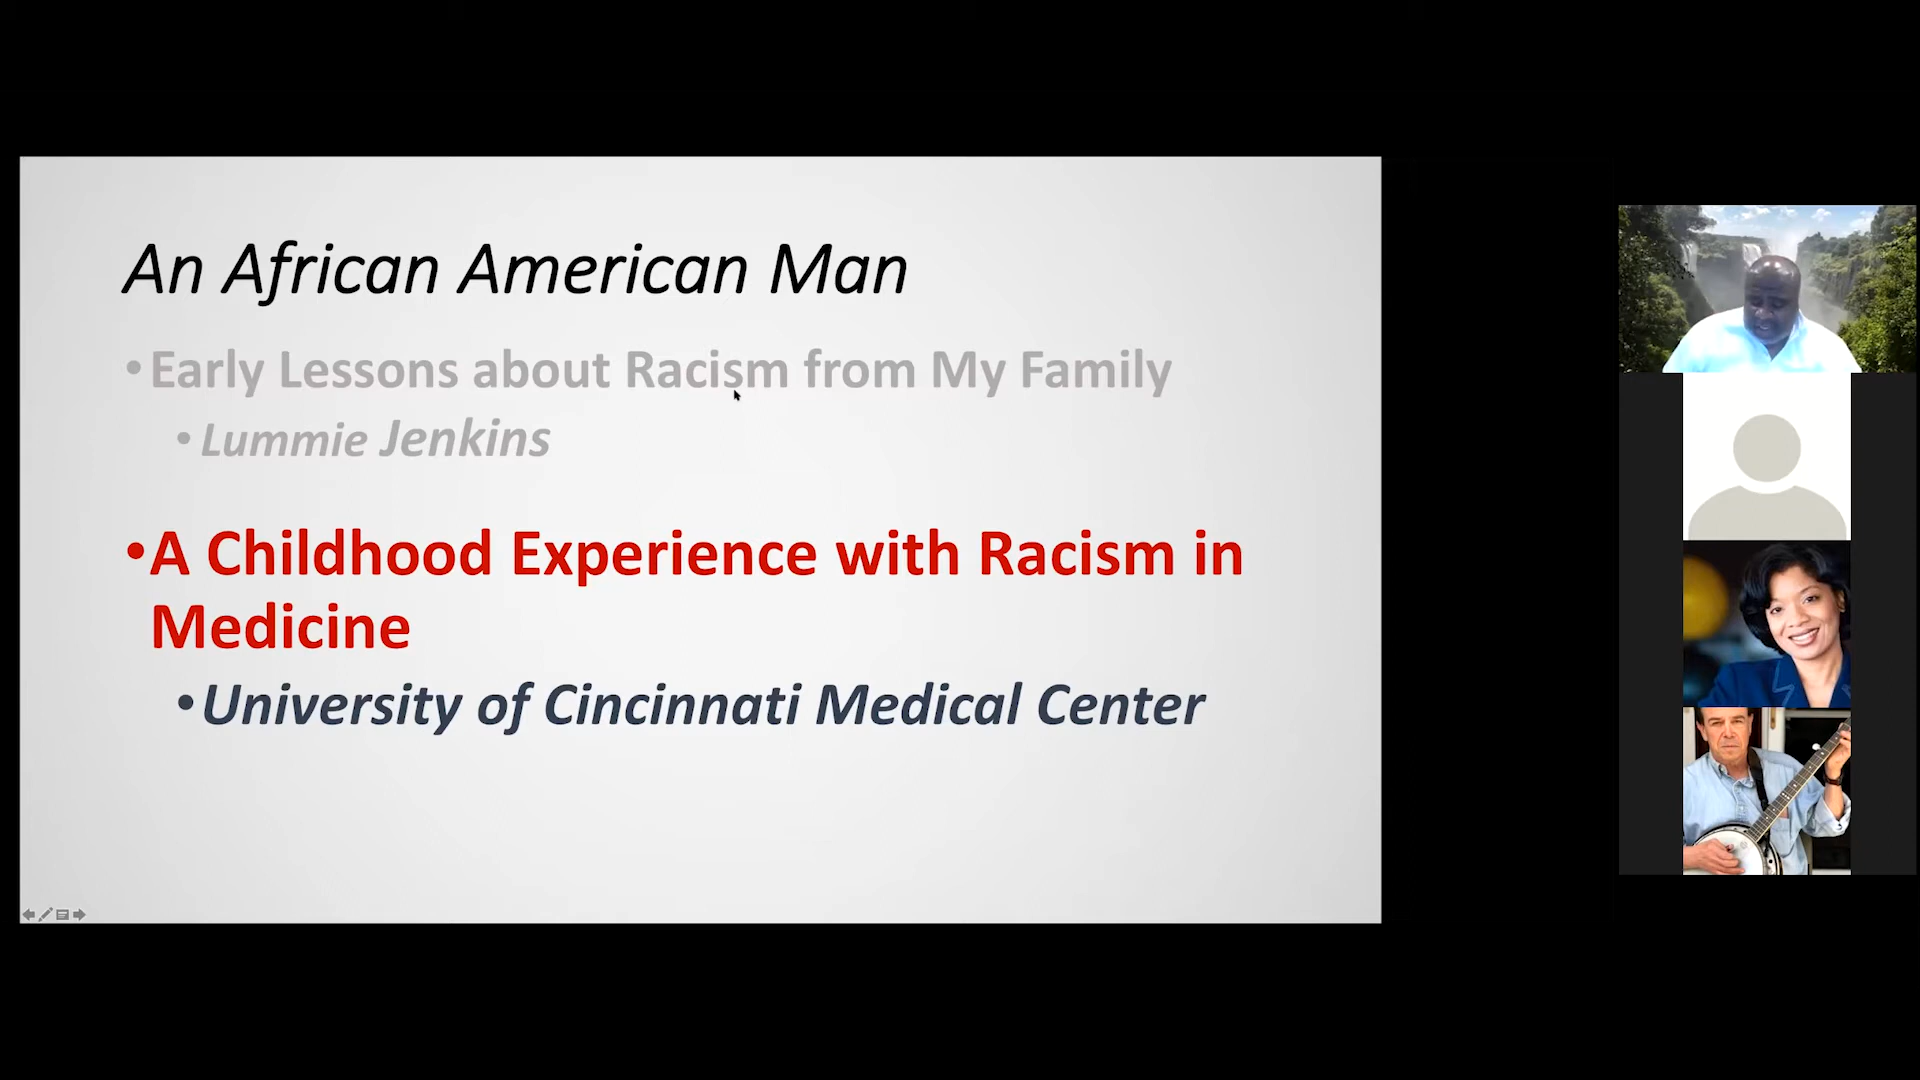 An African American Man
•Early Lessons about Racism from My Family
•Lummie Jenkins
•A Childhood Experience with Racism in
Medicine
•University of Cincinnati Medical Center